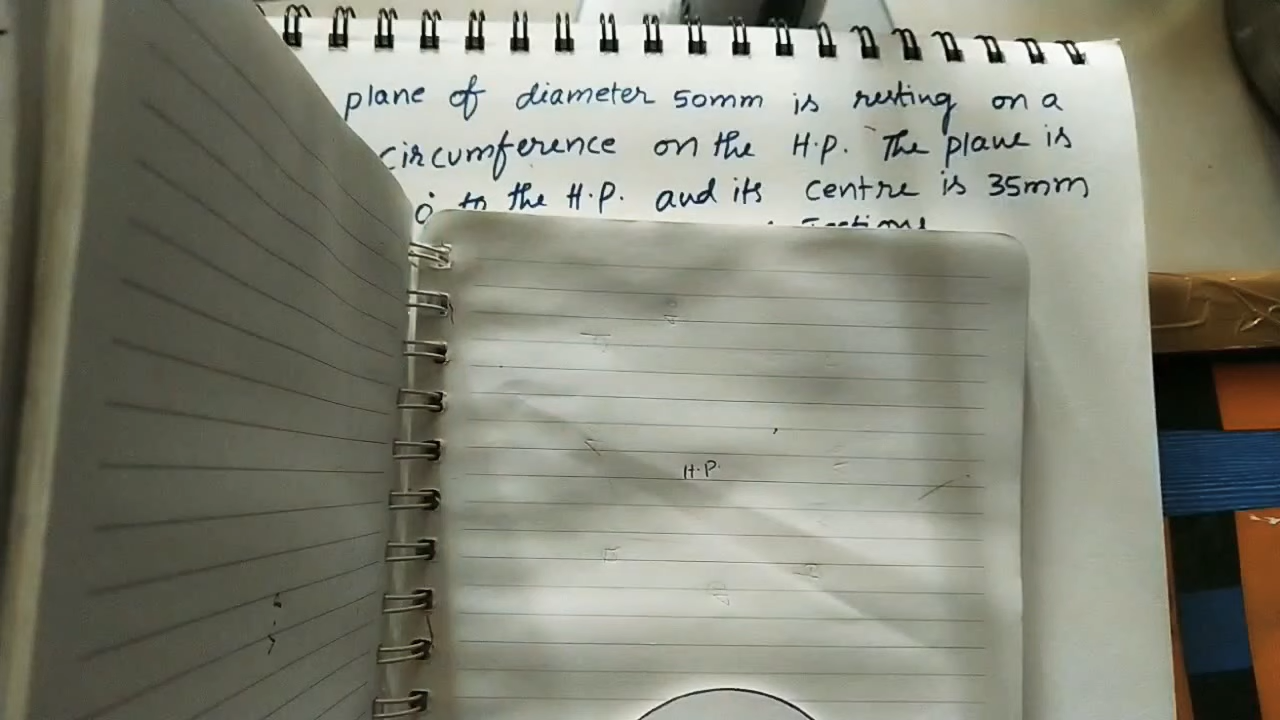 plane of diameter 50mm is resting on a
circumference on the H.P. The plane is
to the H.P. and its centre is 35mm
H.P.